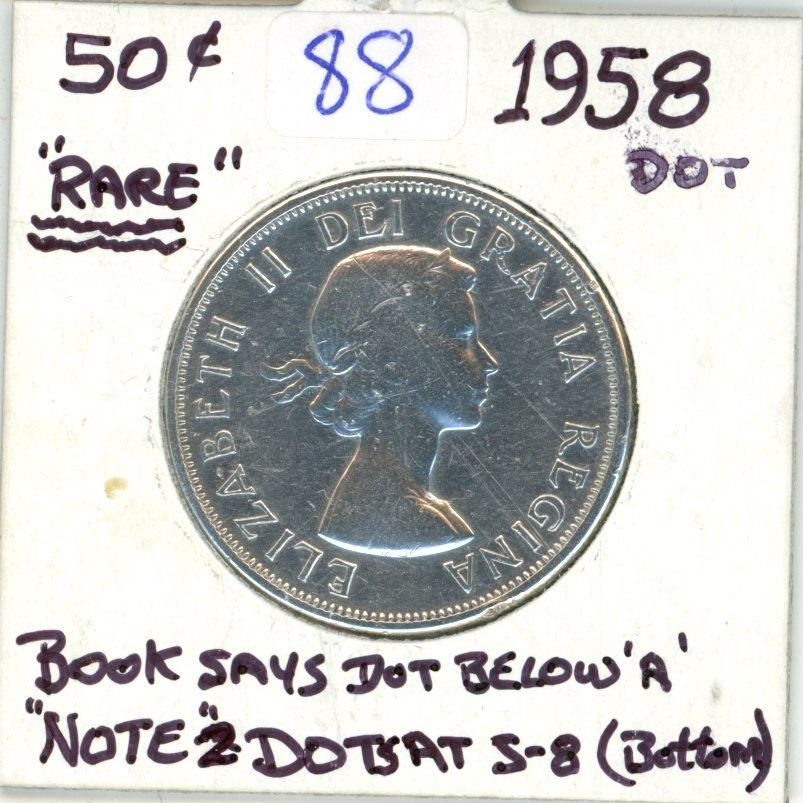 50¢ 88 1958
"RARE" DOT
ELIZABETH II DEI GRATIA REGINA
BOOK SAYS DOT BELOW 'A'
"NOTE" 2 DOTS AT 5-8 (Bottom)